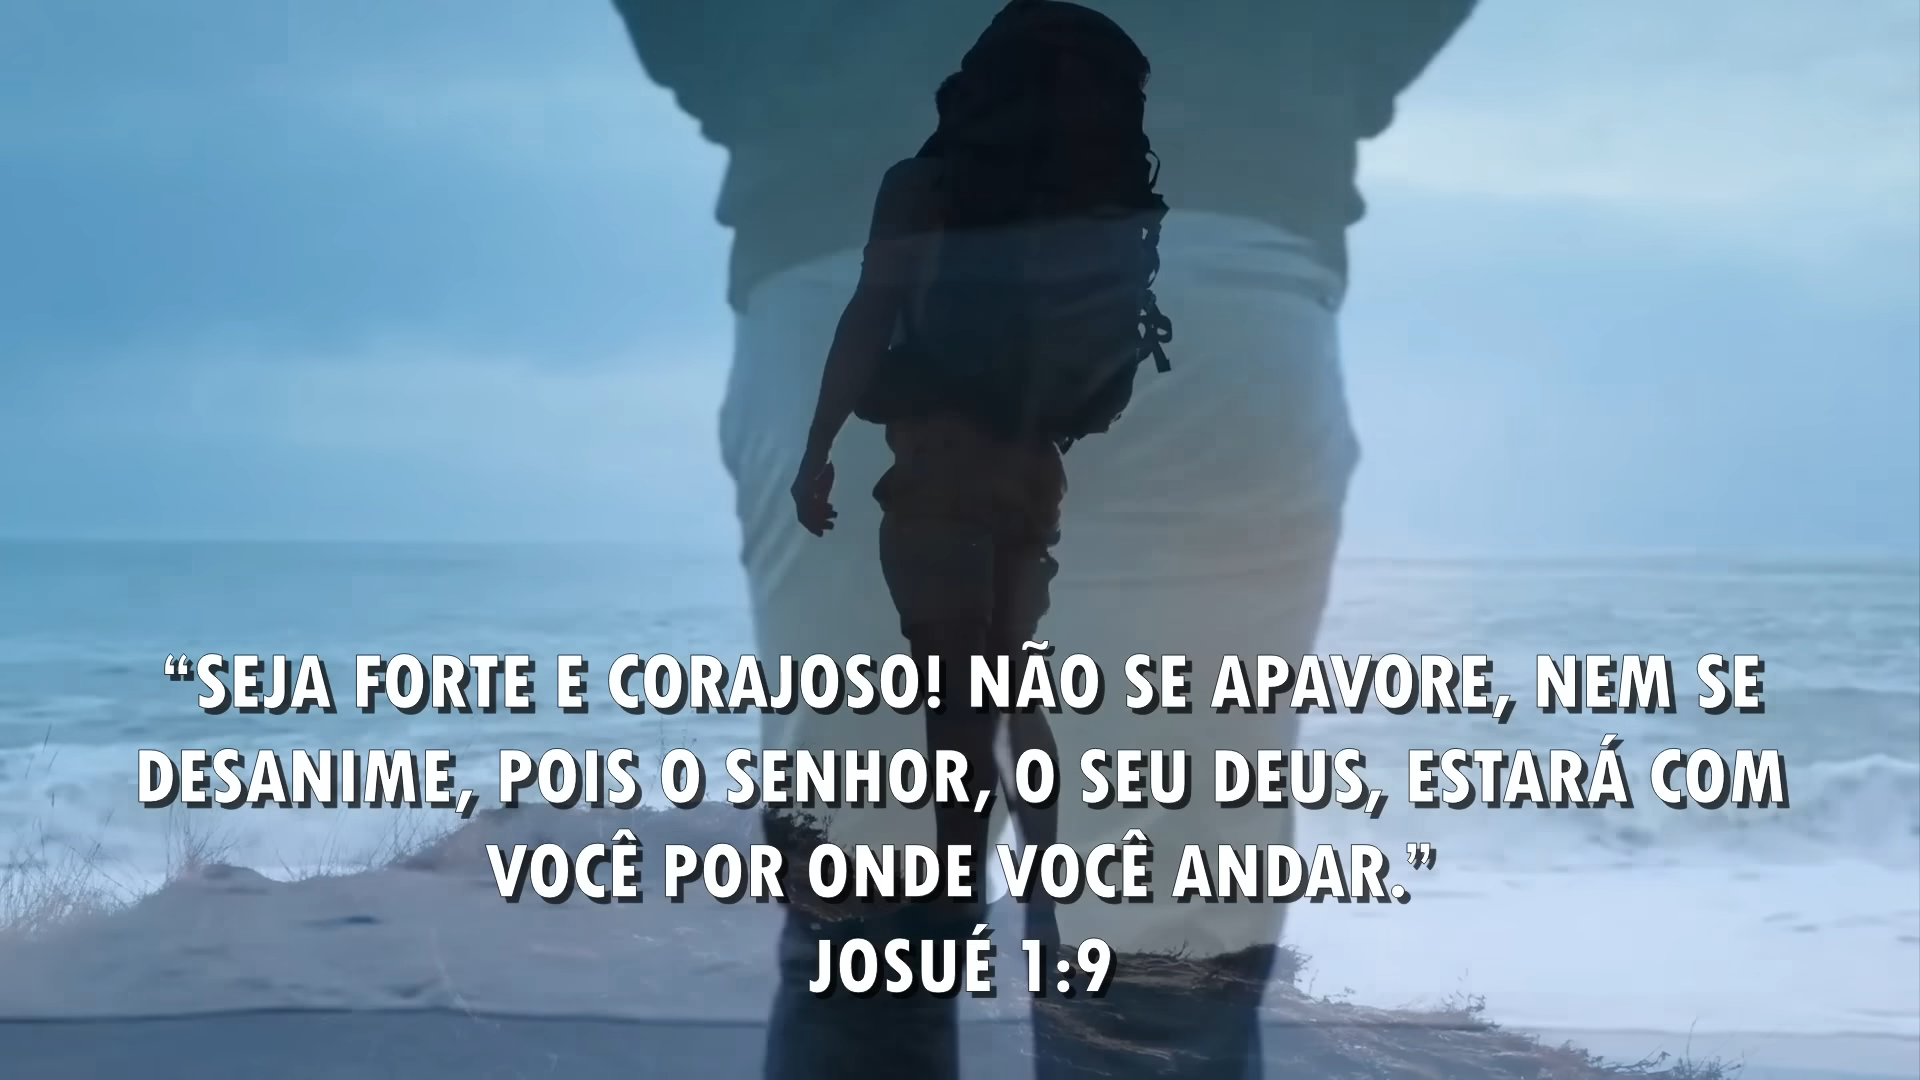 “SEJA FORTE E CORAJOSO! NÃO SE APAVORE, NEM SE
DESANIME, POIS O SENHOR, O SEU DEUS, ESTARÁ COM
VOCÊ POR ONDE VOCÊ ANDAR.”
JOSUÉ 1:9